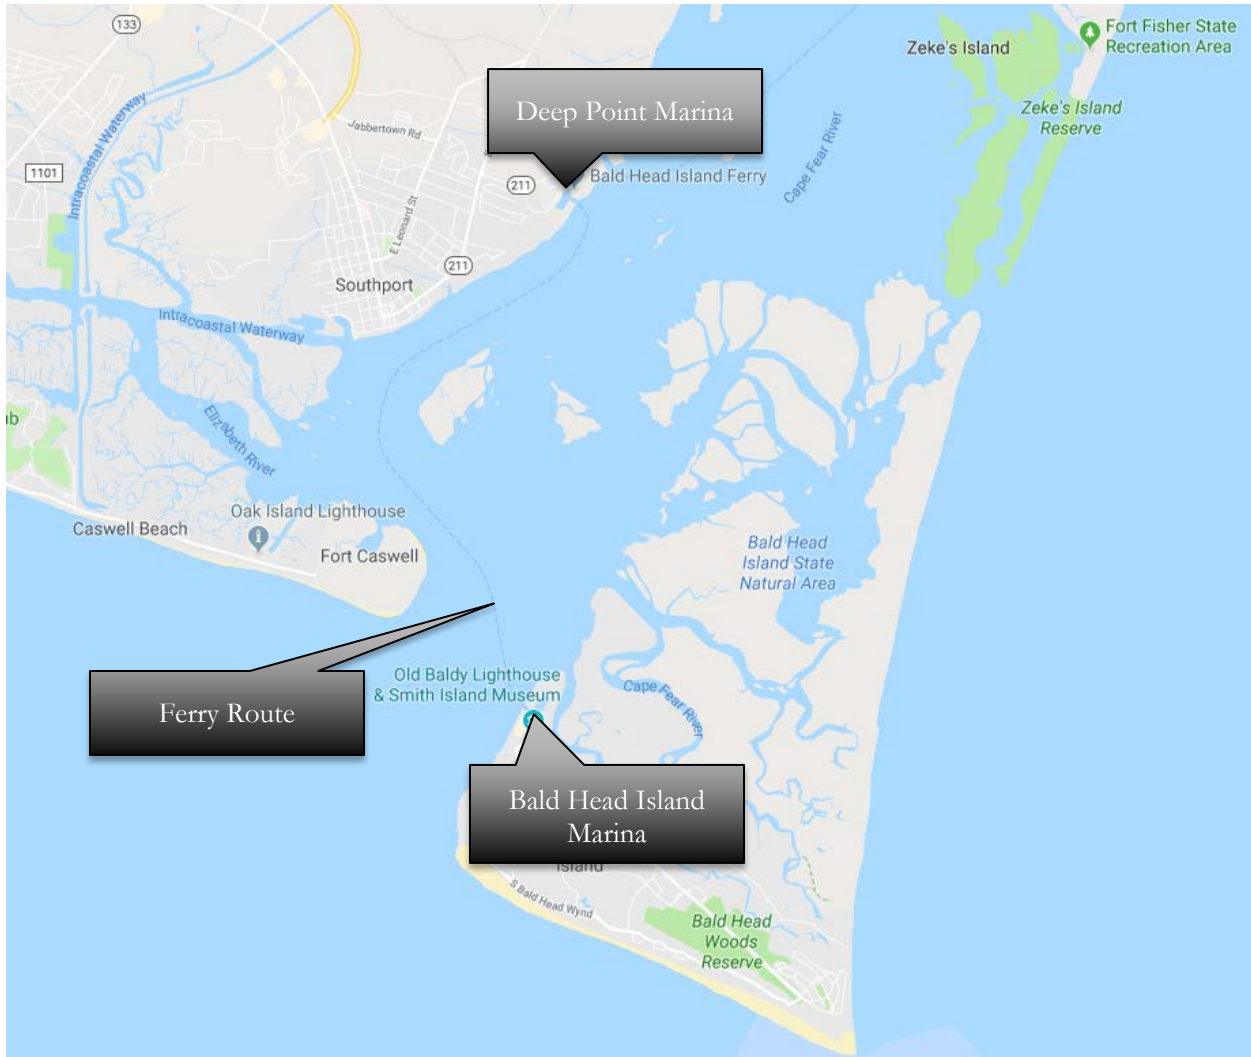 133
Zeke's Island
Fort Fisher State
Recreation Area
Deep Point Marina
Intracoastal Waterway
Jabbertown Rd
Cape Fear River
Zeke's Island
Reserve
1101
211
Bald Head Island Ferry
E Leonard St
211
Southport
Intracoastal Waterway
Elizabeth River
Oak Island Lighthouse
Caswell Beach
Fort Caswell
Bald Head
Island State
Natural Area
Old Baldy Lighthouse
& Smith Island Museum
Cape Fear River
Ferry Route
Bald Head Island
Marina
Island
S Bald Head Wynd
Bald Head
Woods
Reserve